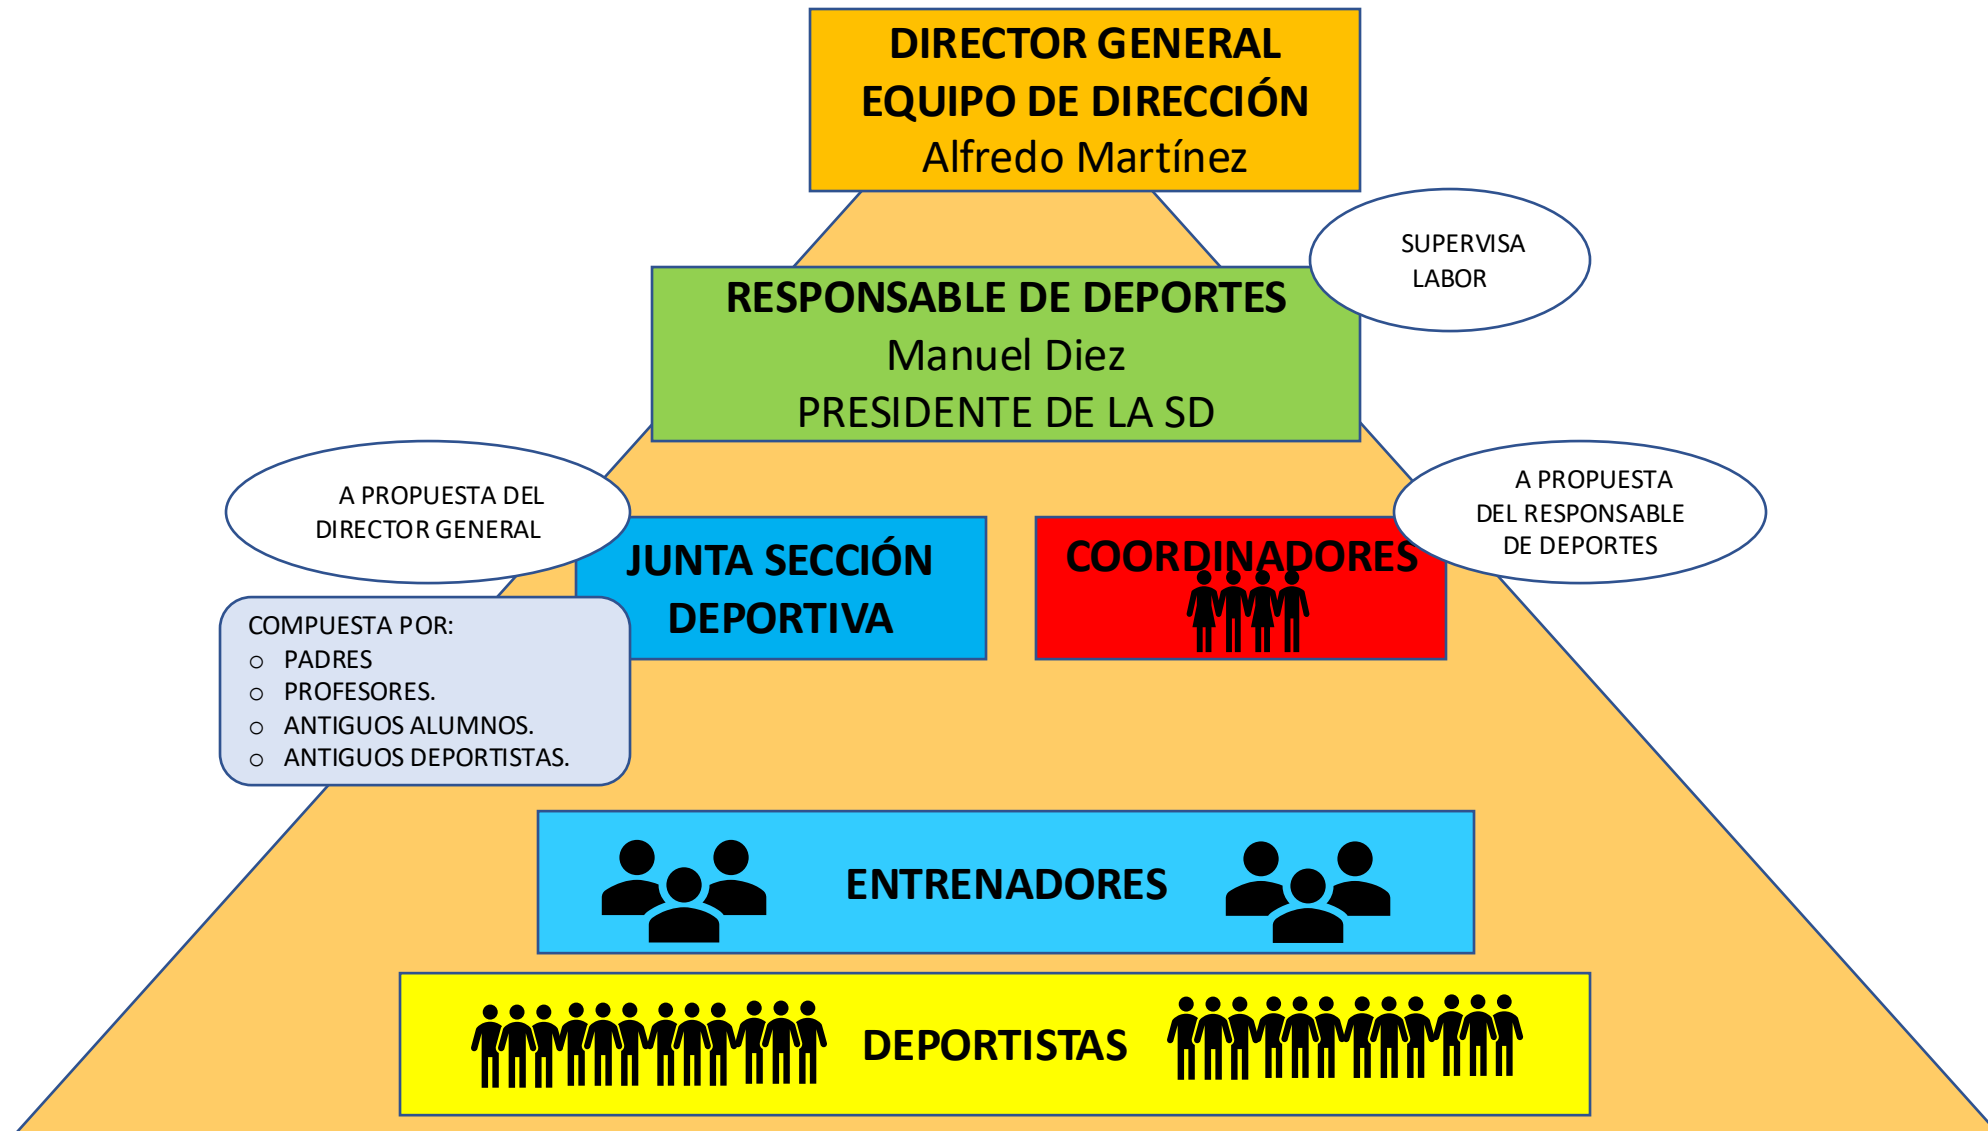 DIRECTOR GENERAL
EQUIPO DE DIRECCIÓN
Alfredo Martínez
SUPERVISA
LABOR
RESPONSABLE DE DEPORTES
Manuel Diez
PRESIDENTE DE LA SD
A PROPUESTA DEL
DIRECTOR GENERAL
A PROPUESTA
DEL RESPONSABLE
DE DEPORTES
JUNTA SECCIÓN
DEPORTIVA
COORDINADORES
COMPUESTA POR:
o PADRES
o PROFESORES.
o ANTIGUOS ALUMNOS.
o ANTIGUOS DEPORTISTAS.
ENTRENADORES
DEPORTISTAS